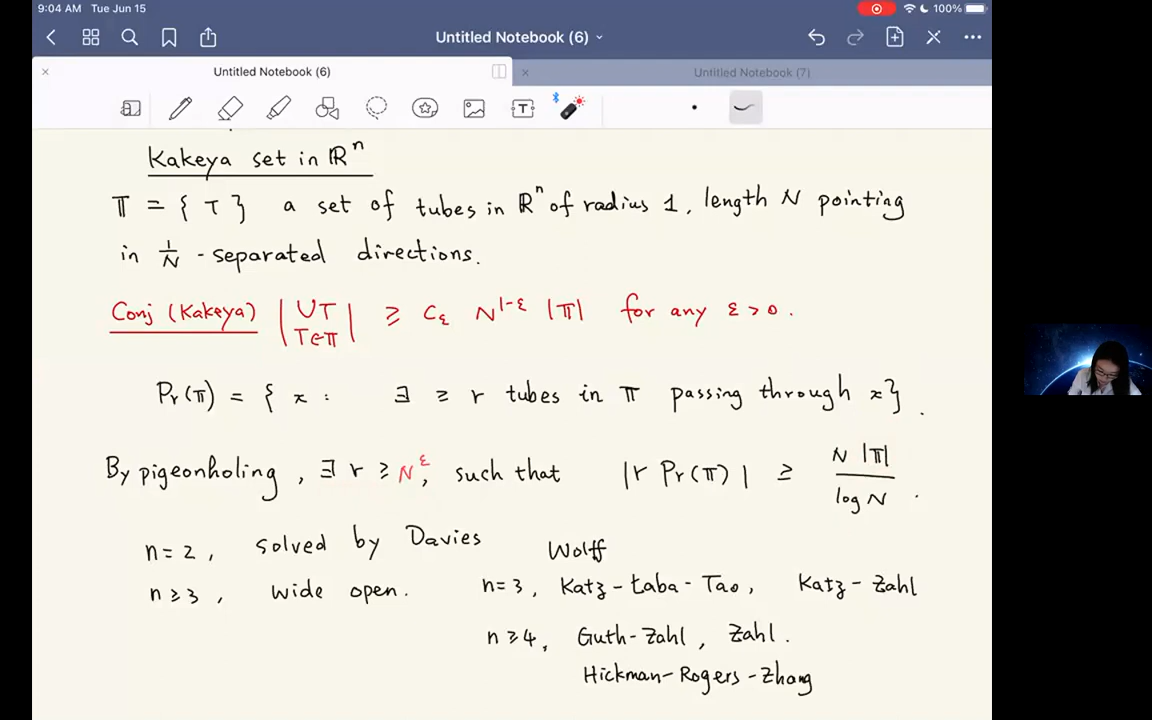 9:04 AM Tue Jun 15
100%
Untitled Notebook (6)
Untitled Notebook (6)
Untitled Notebook (7)
Kakeya set in ℝⁿ
𝕋 = { T } a set of tubes in ℝⁿ of radius 1, length N pointing
in 1/N - separated directions.
Conj (Kakeya) | ∪T T∈𝕋 | ≥ C_ε N^{1-ε} |𝕋| for any ε > 0.
P_r(𝕋) = { x : ∃ ≥ r tubes in 𝕋 passing through x}.
By pigeonholing, ∃ r ≥ N^ε, such that |r P_r(𝕋)| ≥ N |𝕋| / log N.
n = 2, solved by Davies
Wolff
n ≥ 3, wide open. n = 3, Katz - Łaba - Tao, Katz - Zahl
n ≥ 4, Guth - Zahl, Zahl.
Hickman - Rogers - Zhang